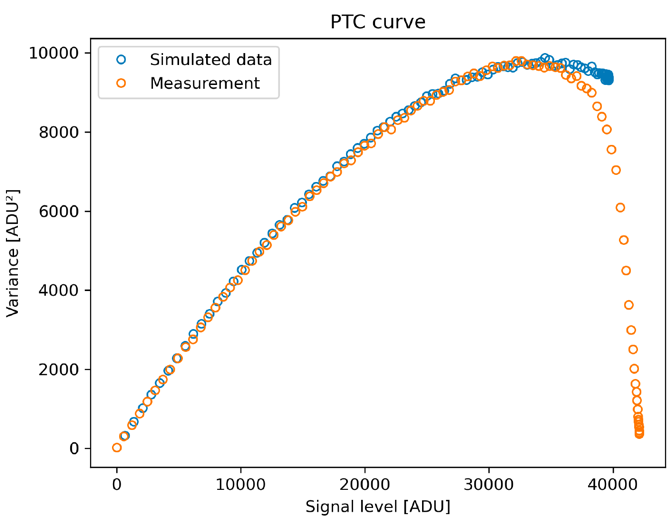 PTC curve
Simulated data
Measurement
10000
8000
6000
4000
2000
0
Variance [ADU²]
0 10000 20000 30000 40000
Signal level [ADU]